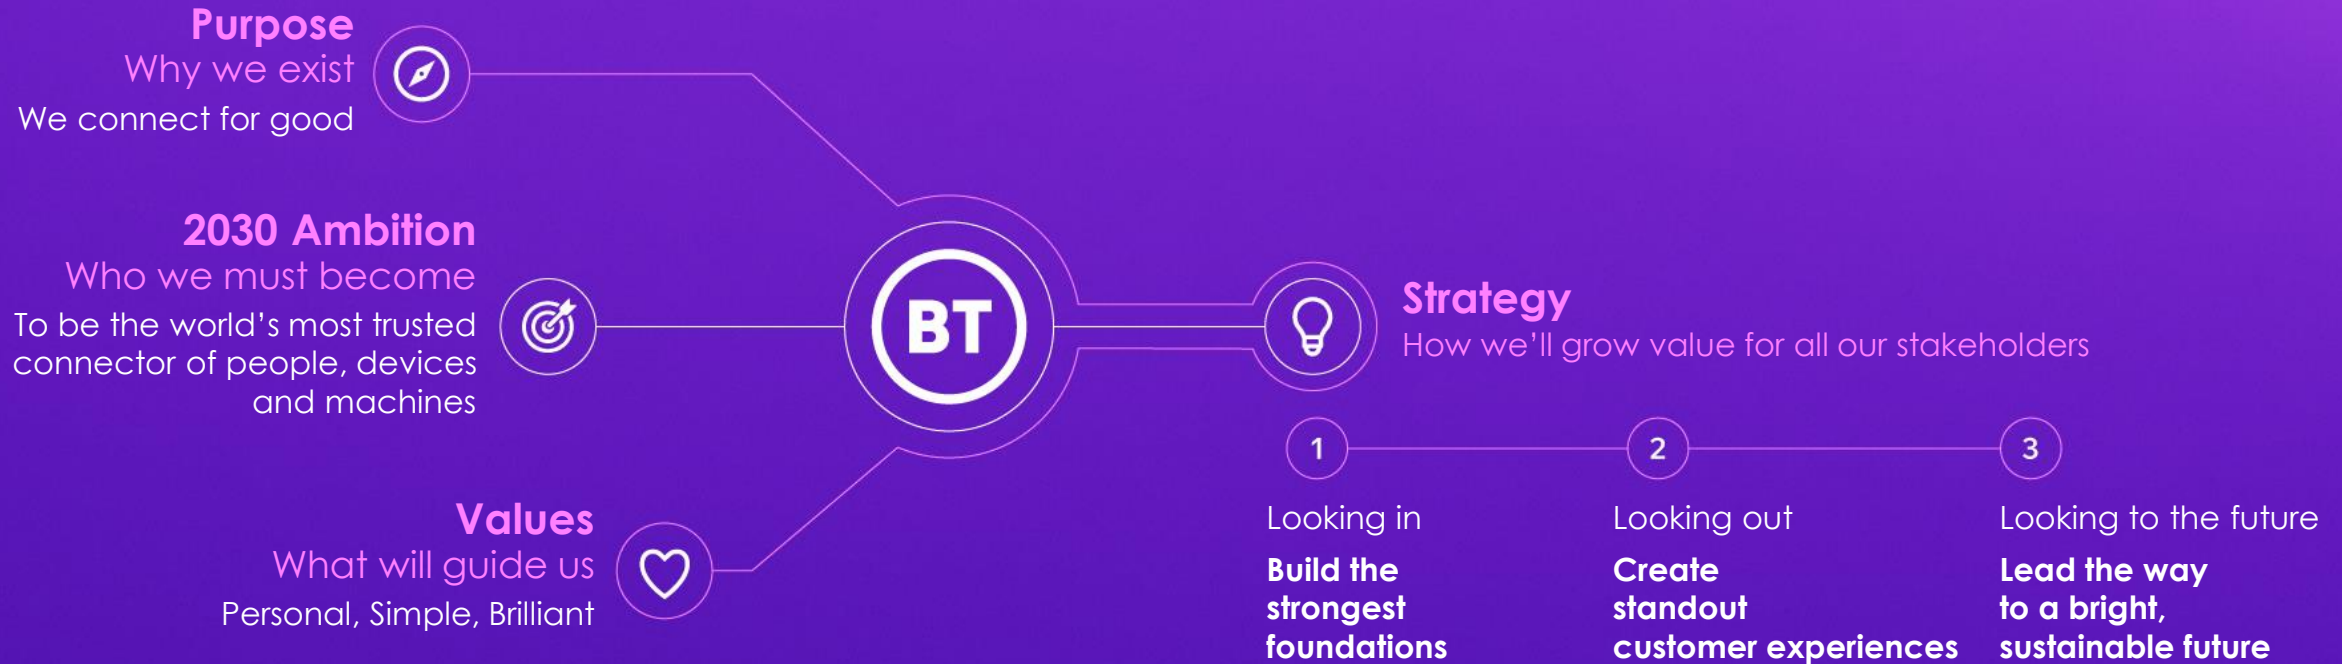 Purpose
Why we exist
We connect for good
2030 Ambition
Who we must become
To be the world’s most trusted
connector of people, devices
and machines
Values
What will guide us
Personal, Simple, Brilliant
BT
Strategy
How we’ll grow value for all our stakeholders
1
Looking in
Build the
strongest
foundations
2
Looking out
Create
standout
customer experiences
3
Looking to the future
Lead the way
to a bright,
sustainable future